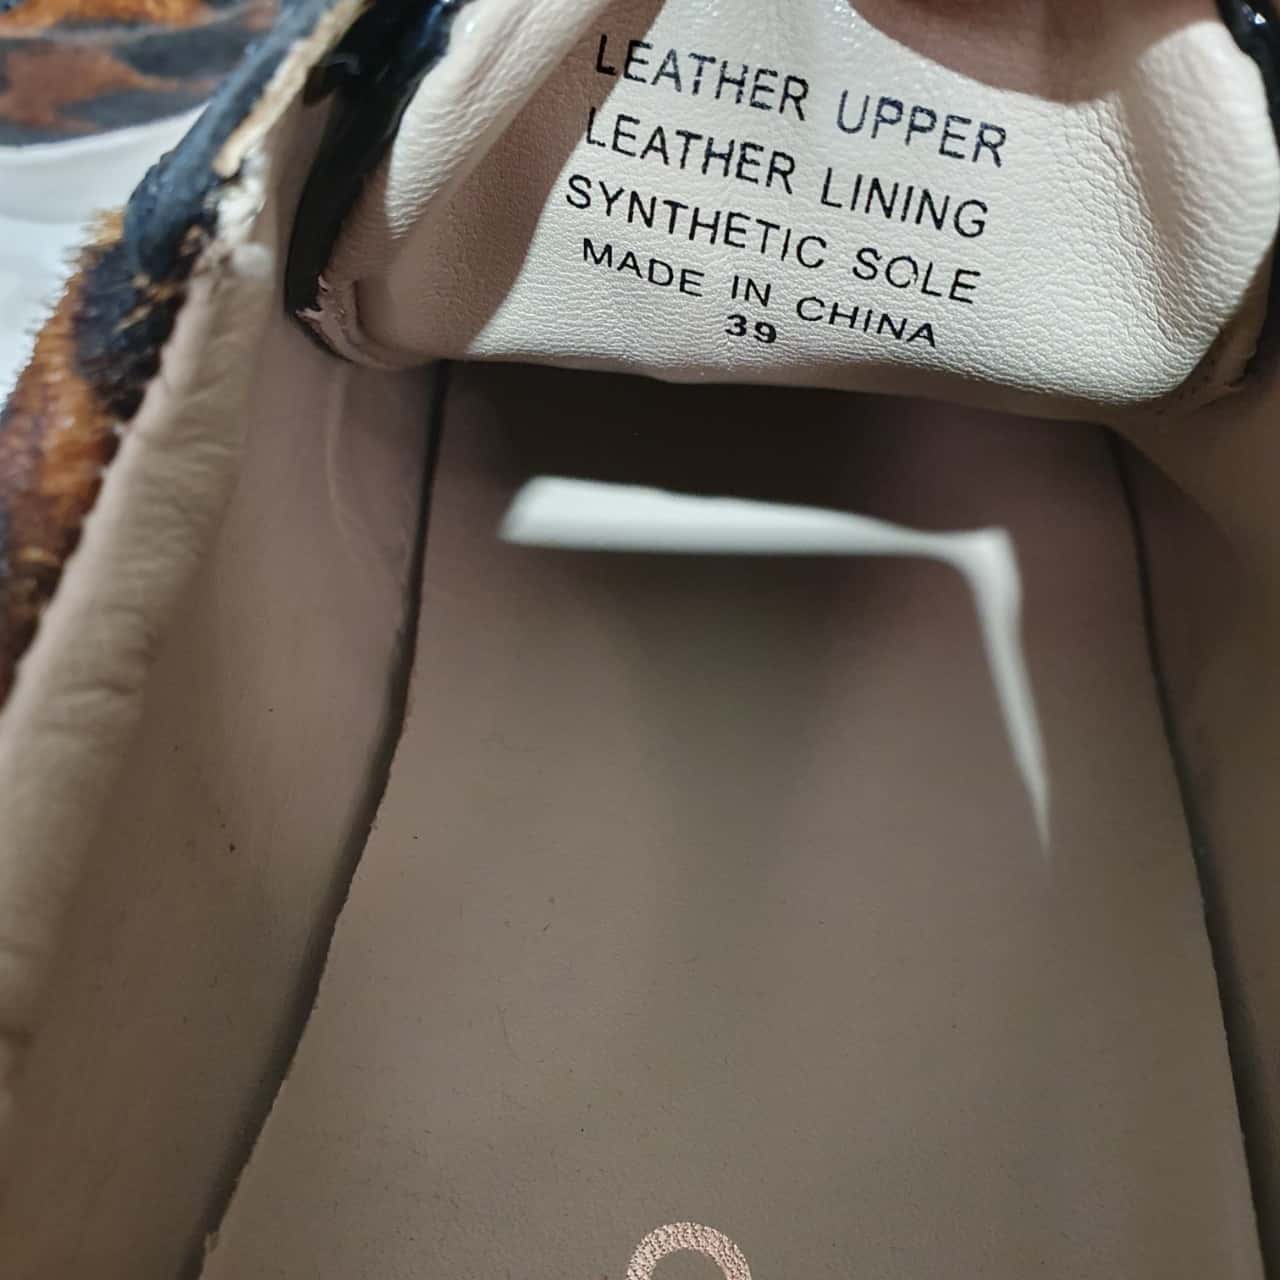 LEATHER UPPER
LEATHER LINING
SYNTHETIC SOLE
MADE IN CHINA
39